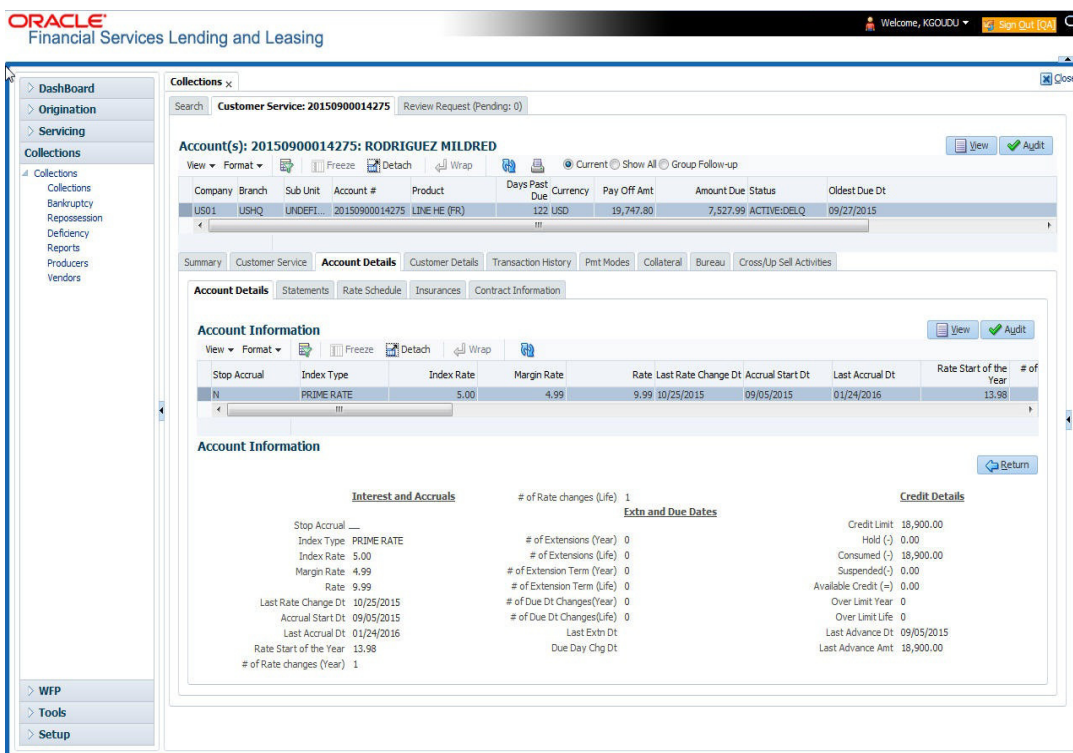 ORACLE
Financial Services Lending and Leasing
Welcome, KGOUDU
Sign Out [QA]
DashBoard
Origination
Servicing
Collections
Collections
Collections
Bankruptcy
Repossession
Deficiency
Reports
Producers
Vendors
WFP
Tools
Setup
Collections x
Close
Search Customer Service: 20150900014275 Review Request (Pending: 0)
Account(s): 20150900014275: RODRIGUEZ MILDRED
View Audit
View Format Freeze Detach Wrap Current Show All Group Follow-up
Company Branch Sub Unit Account # Product Days Past Due Currency Pay Off Amt Amount Due Status Oldest Due Dt
US01 USHQ UNDEFI... 20150900014275 LINE HE (FR) 122 USD 19,747.80 7,527.99 ACTIVE:DELQ 09/27/2015
Summary Customer Service Account Details Customer Details Transaction History Pmt Modes Collateral Bureau Cross/Up Sell Activities
Account Details Statements Rate Schedule Insurances Contract Information
Account Information
View Audit
View Format Freeze Detach Wrap
Stop Accrual Index Type Index Rate Margin Rate Rate Last Rate Change Dt Accrual Start Dt Last Accrual Dt Rate Start of the Year # of
N PRIME RATE 5.00 4.99 9.99 10/25/2015 09/05/2015 01/24/2016 13.98
Account Information
Return
Interest and Accruals
Stop Accrual
Index Type PRIME RATE
Index Rate 5.00
Margin Rate 4.99
Rate 9.99
Last Rate Change Dt 10/25/2015
Accrual Start Dt 09/05/2015
Last Accrual Dt 01/24/2016
Rate Start of the Year 13.98
# of Rate changes (Year) 1
# of Rate changes (Life) 1
Extn and Due Dates
# of Extensions (Year) 0
# of Extensions (Life) 0
# of Extension Term (Year) 0
# of Extension Term (Life) 0
# of Due Dt Changes(Year) 0
# of Due Dt Changes(Life) 0
Last Extn Dt
Due Day Chg Dt
Credit Details
Credit Limit 18,900.00
Hold (-) 0.00
Consumed (-) 18,900.00
Suspended(-) 0.00
Available Credit (=) 0.00
Over Limit Year 0
Over Limit Life 0
Last Advance Dt 09/05/2015
Last Advance Amt 18,900.00